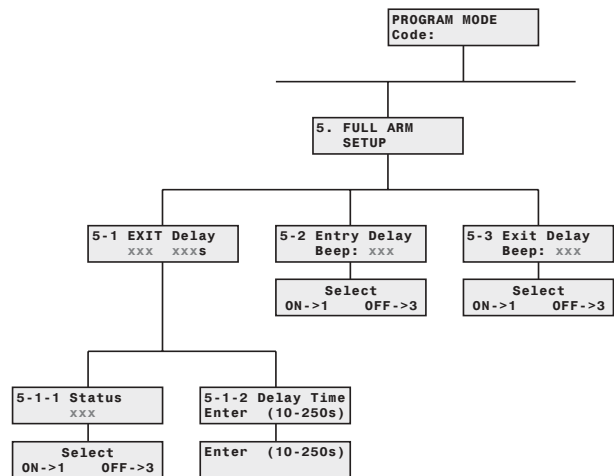 PROGRAM MODE
Code:
5. FULL ARM
SETUP
5-1 EXIT Delay
xxx xxxs
5-2 Entry Delay
Beep: xxx
5-3 Exit Delay
Beep: xxx
Select
ON->1 OFF->3
Select
ON->1 OFF->3
5-1-1 Status
xxx
5-1-2 Delay Time
Enter (10-250s)
Select
ON->1 OFF->3
Enter (10-250s)